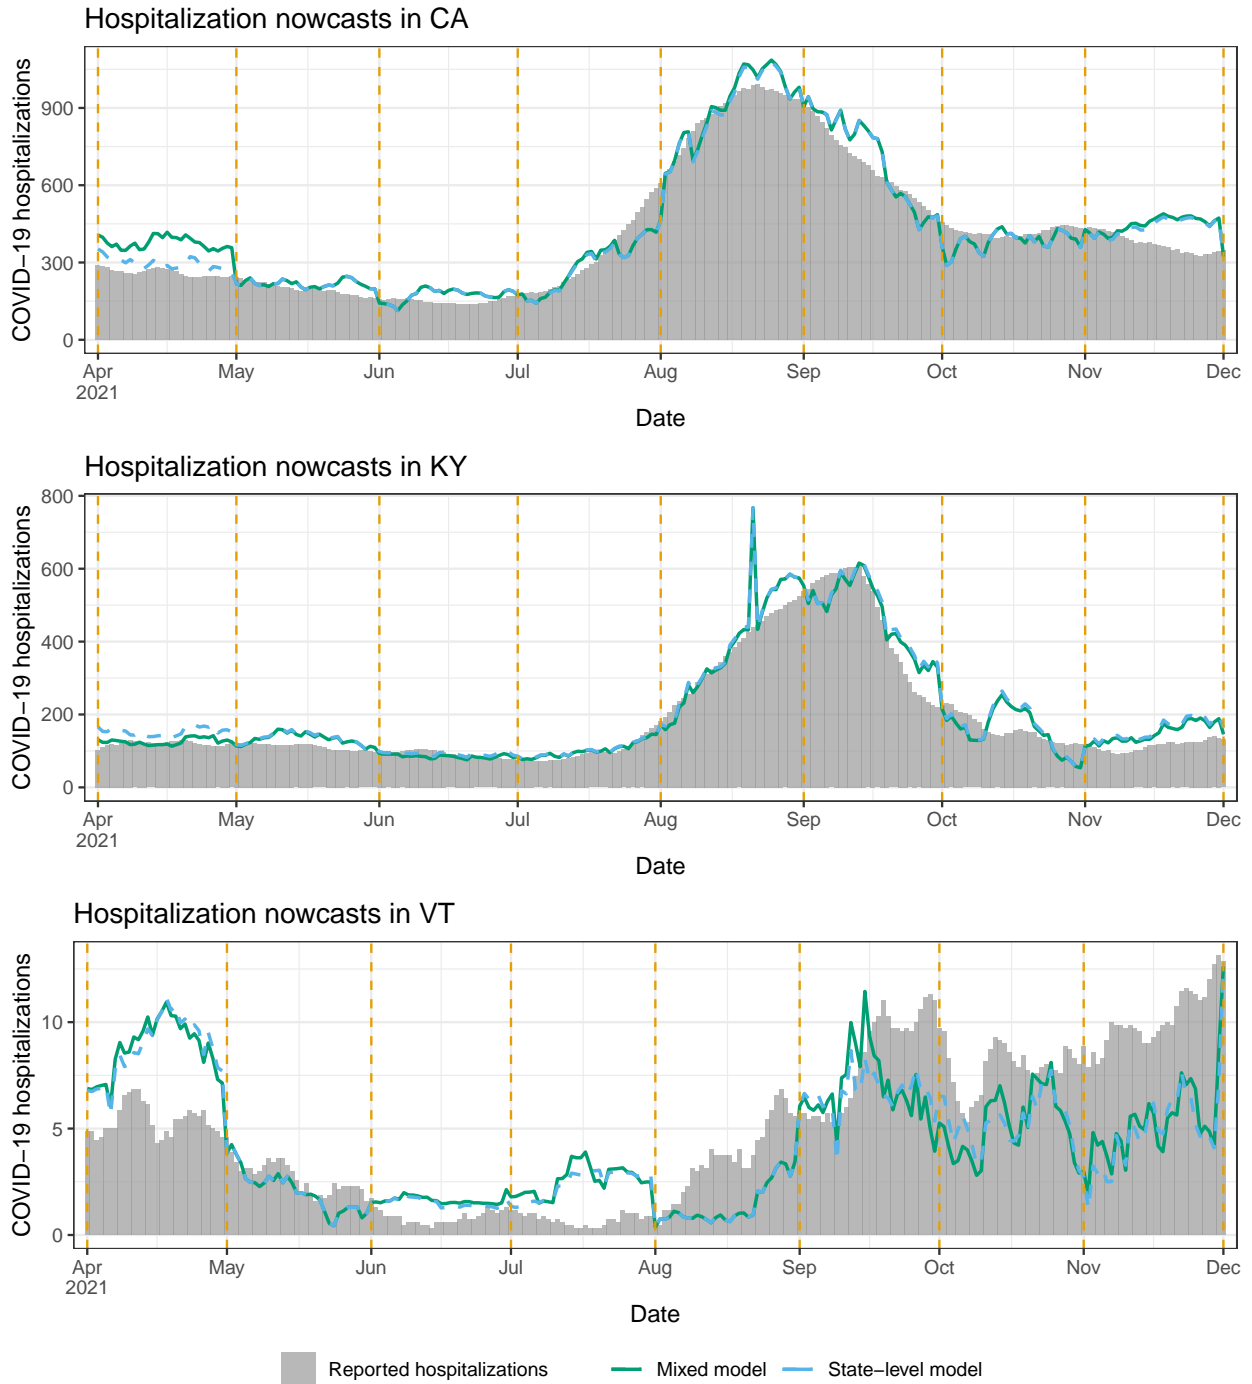 Hospitalization nowcasts in CA
COVID−19 hospitalizations
900
600
300
0
Apr May Jun Jul Aug Sep Oct Nov Dec
2021
Date
Hospitalization nowcasts in KY
COVID−19 hospitalizations
800
600
400
200
0
Apr May Jun Jul Aug Sep Oct Nov Dec
2021
Date
Hospitalization nowcasts in VT
COVID−19 hospitalizations
10
5
0
Apr May Jun Jul Aug Sep Oct Nov Dec
2021
Date
Reported hospitalizations Mixed model State−level model